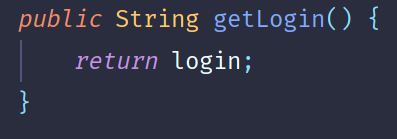 public String getLogin() {
    return login;
}